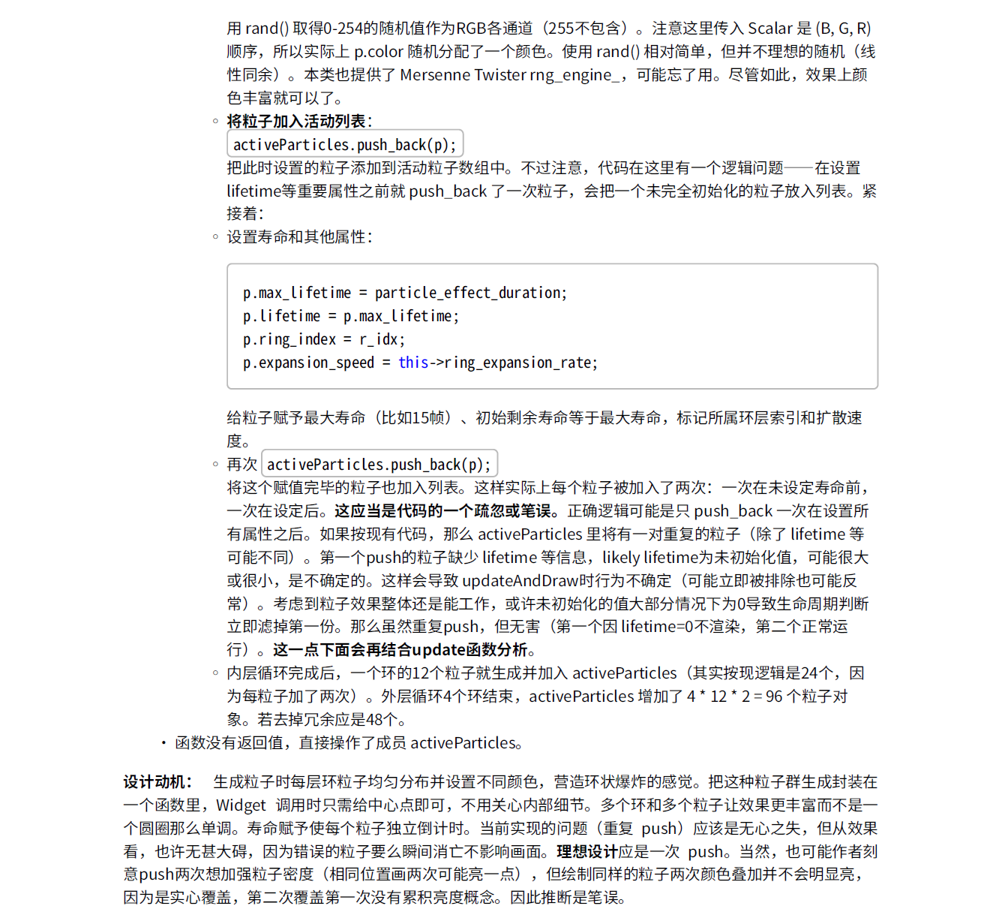 用 rand() 取得0-254的随机值作为RGB各通道（255不包含）。注意这里传入 Scalar 是 (B, G, R)
顺序，所以实际上 p.color 随机分配了一个颜色。使用 rand() 相对简单，但并不理想的随机（线
性同余）。本类也提供了 Mersenne Twister rng_engine_，可能忘了用。尽管如此，效果上颜
色丰富就可以了。
◦ 将粒子加入活动列表：
activeParticles.push_back(p);
把此时设置的粒子添加到活动粒子数组中。不过注意，代码在这里有一个逻辑问题——在设置
lifetime等重要属性之前就 push_back 了一次粒子，会把一个未完全初始化的粒子放入列表。紧
接着：
◦ 设置寿命和其他属性：
p.max_lifetime = particle_effect_duration;
p.lifetime = p.max_lifetime;
p.ring_index = r_idx;
p.expansion_speed = this->ring_expansion_rate;
给粒子赋予最大寿命（比如15帧）、初始剩余寿命等于最大寿命，标记所属环层索引和扩散速
度。
◦ 再次 activeParticles.push_back(p);
将这个赋值完毕的粒子也加入列表。这样实际上每个粒子被加入了两次：一次在未设定寿命前，
一次在设定后。这应当是代码的一个疏忽或笔误。正确逻辑可能是只 push_back 一次在设置所
有属性之后。如果按现有代码，那么 activeParticles 里将有一对重复的粒子（除了 lifetime 等
可能不同）。第一个push的粒子缺少 lifetime 等信息，likely lifetime为未初始化值，可能很大
或很小，是不确定的。这样会导致 updateAndDraw时行为不确定（可能立即被排除也可能反
常）。考虑到粒子效果整体还是能工作，或许未初始化的值大部分情况下为0导致生命周期判断
立即滤掉第一份。那么虽然重复push，但无害（第一个因 lifetime=0不渲染，第二个正常运
行）。这一点下面会再结合update函数分析。
◦ 内层循环完成后，一个环的12个粒子就生成并加入 activeParticles（其实按现逻辑是24个，因
为每粒子加了两次）。外层循环4个环结束，activeParticles 增加了 4 * 12 * 2 = 96 个粒子对
象。若去掉冗余应是48个。
• 函数没有返回值，直接操作了成员 activeParticles。
设计动机： 生成粒子时每层环粒子均匀分布并设置不同颜色，营造环状爆炸的感觉。把这种粒子群生成封装在
一个函数里，Widget 调用时只需给中心点即可，不用关心内部细节。多个环和多个粒子让效果更丰富而不是一
个圆圈那么单调。寿命赋予使每个粒子独立倒计时。当前实现的问题（重复 push）应该是无心之失，但从效果
看，也许无甚大碍，因为错误的粒子要么瞬间消亡不影响画面。理想设计应是一次 push。当然，也可能作者刻
意push两次想加强粒子密度（相同位置画两次可能亮一点），但绘制同样的粒子两次颜色叠加并不会明显亮，
因为是实心覆盖，第二次覆盖第一次没有累积亮度概念。因此推断是笔误。